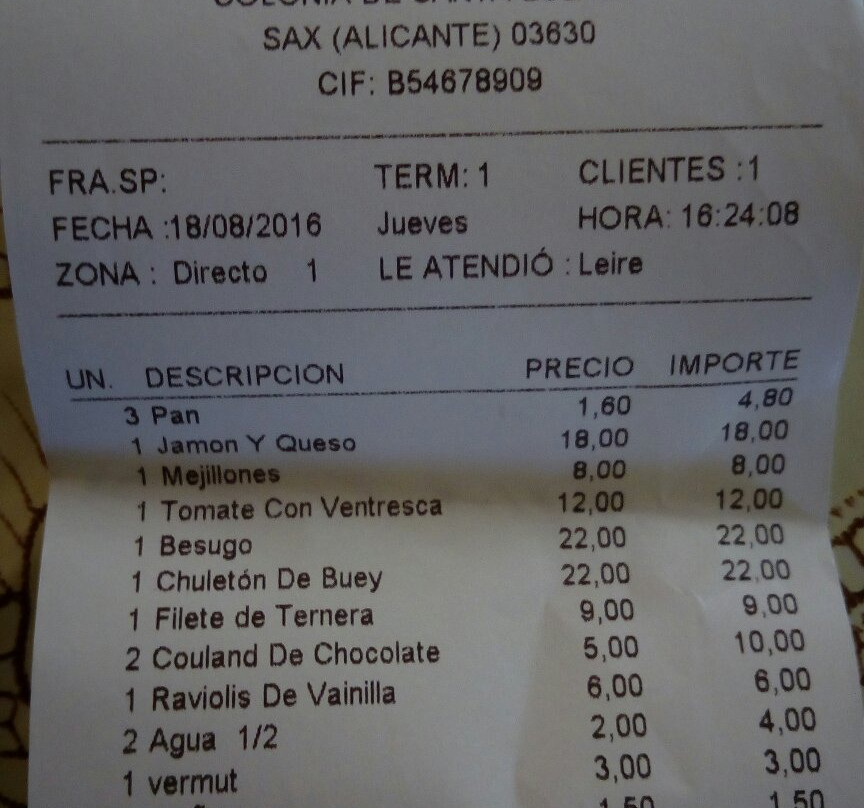 SAX (ALICANTE) 03630
CIF: B54678909
FRA.SP: TERM: 1 CLIENTES :1
FECHA :18/08/2016 Jueves HORA: 16:24:08
ZONA : Directo 1 LE ATENDIÓ : Leire
UN. DESCRIPCION PRECIO IMPORTE
3 Pan 1,60 4,80
1 Jamon Y Queso 18,00 18,00
1 Mejillones 8,00 8,00
1 Tomate Con Ventresca 12,00 12,00
1 Besugo 22,00 22,00
1 Chuletón De Buey 22,00 22,00
1 Filete de Ternera 9,00 9,00
2 Couland De Chocolate 5,00 10,00
1 Raviolis De Vainilla 6,00 6,00
2 Agua 1/2 2,00 4,00
1 vermut 3,00 3,00
1,50 1,50